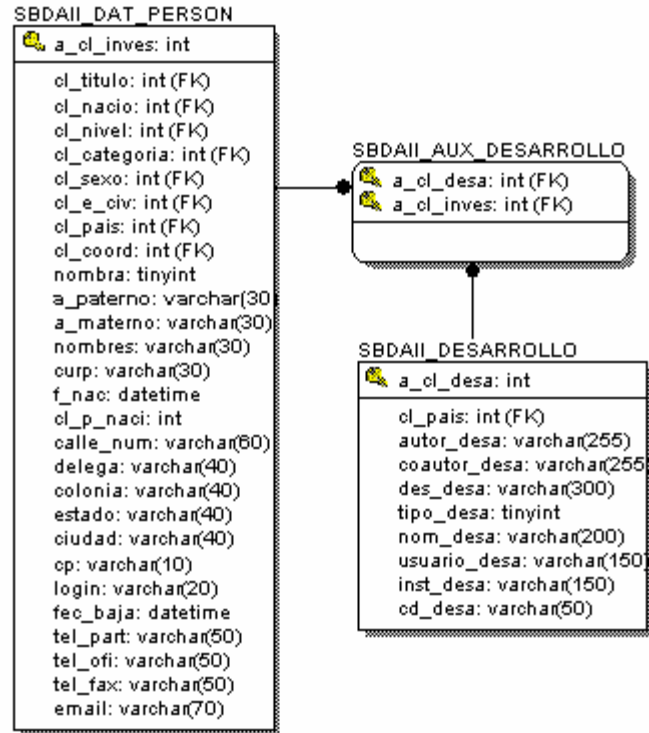 SBDAII_DAT_PERSON
a_cl_inves: int
cl_titulo: int (FK)
cl_nacio: int (FK)
cl_nivel: int (FK)
cl_categoria: int (FK)
cl_sexo: int (FK)
cl_e_civ: int (FK)
cl_pais: int (FK)
cl_coord: int (FK)
nombra: tinyint
a_paterno: varchar(30
a_materno: varchar(30)
nombres: varchar(30)
curp: varchar(30)
f_nac: datetime
cl_p_naci: int
calle_num: varchar(60)
delega: varchar(40)
colonia: varchar(40)
estado: varchar(40)
ciudad: varchar(40)
cp: varchar(10)
login: varchar(20)
fec_baja: datetime
tel_part: varchar(50)
tel_ofi: varchar(50)
tel_fax: varchar(50)
email: varchar(70)
SBDAII_AUX_DESARROLLO
a_cl_desa: int (FK)
a_cl_inves: int (FK)
SBDAII_DESARROLLO
a_cl_desa: int
cl_pais: int (FK)
autor_desa: varchar(255)
coautor_desa: varchar(255
des_desa: varchar(300)
tipo_desa: tinyint
nom_desa: varchar(200)
usuario_desa: varchar(150)
inst_desa: varchar(150)
cd_desa: varchar(50)